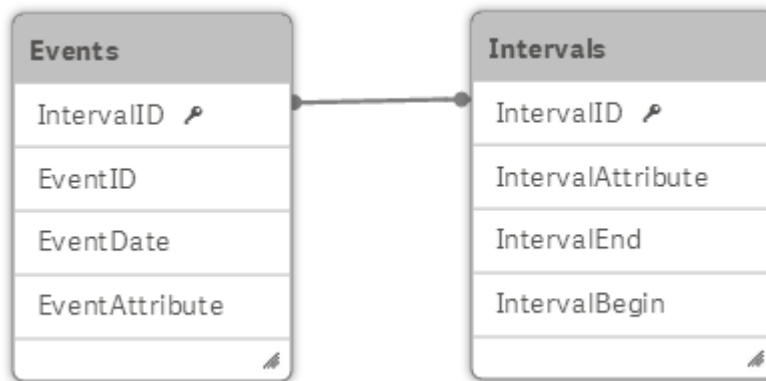 Events
IntervalID
EventID
EventDate
EventAttribute
Intervals
IntervalID
IntervalAttribute
IntervalEnd
IntervalBegin